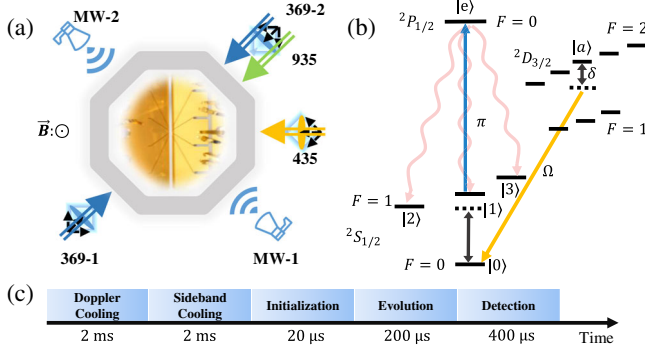 (a)
MW-2
369-2
935
B⃗:⊙
435
369-1
MW-1
(b)
|e⟩
²P₁/₂
F = 0
|a⟩
F = 2
²D₃/₂
δ
π
F = 1
Ω
|3⟩
F = 1
|2⟩
|1⟩
²S₁/₂
F = 0
|0⟩
(c)
Doppler Cooling
Sideband Cooling
Initialization
Evolution
Detection
2 ms
2 ms
20 μs
200 μs
400 μs
Time